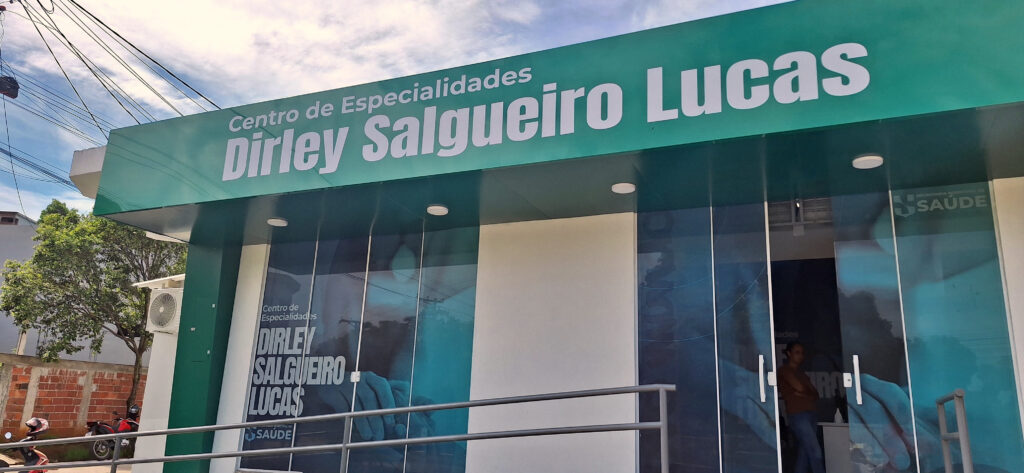 Centro de Especialidades
Dirley Salgueiro Lucas
SAÚDE
Centro de
Especialidades
DIRLEY
SALGUEIRO
LUCAS
SAÚDE